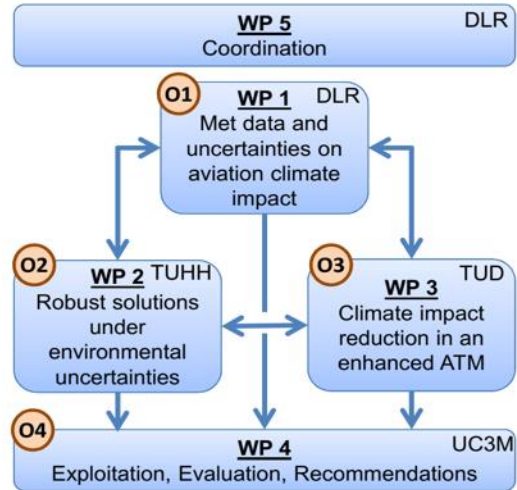 WP 5
DLR
Coordination
O1
WP 1
DLR
Met data and
uncertainties on
aviation climate
impact
O2
WP 2
TUHH
Robust solutions
under
environmental
uncertainties
O3
TUD
WP 3
Climate impact
reduction in an
enhanced ATM
O4
WP 4
UC3M
Exploitation, Evaluation, Recommendations